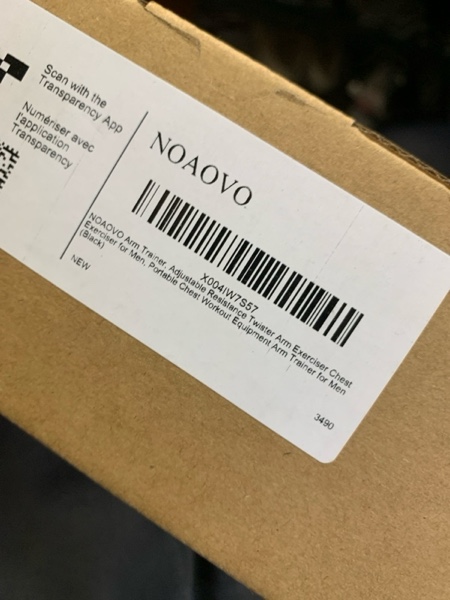 Scan with the
Transparency App
Numériser avec
l'application
Transparency
NOAOVO
X004IW7S57
NOAOVO Arm Trainer, Adjustable Resistance Twister Arm Exerciser Chest
Exerciser for Men, Portable Chest Workout Equipment Arm Trainer for Men
(Black)
NEW
3490